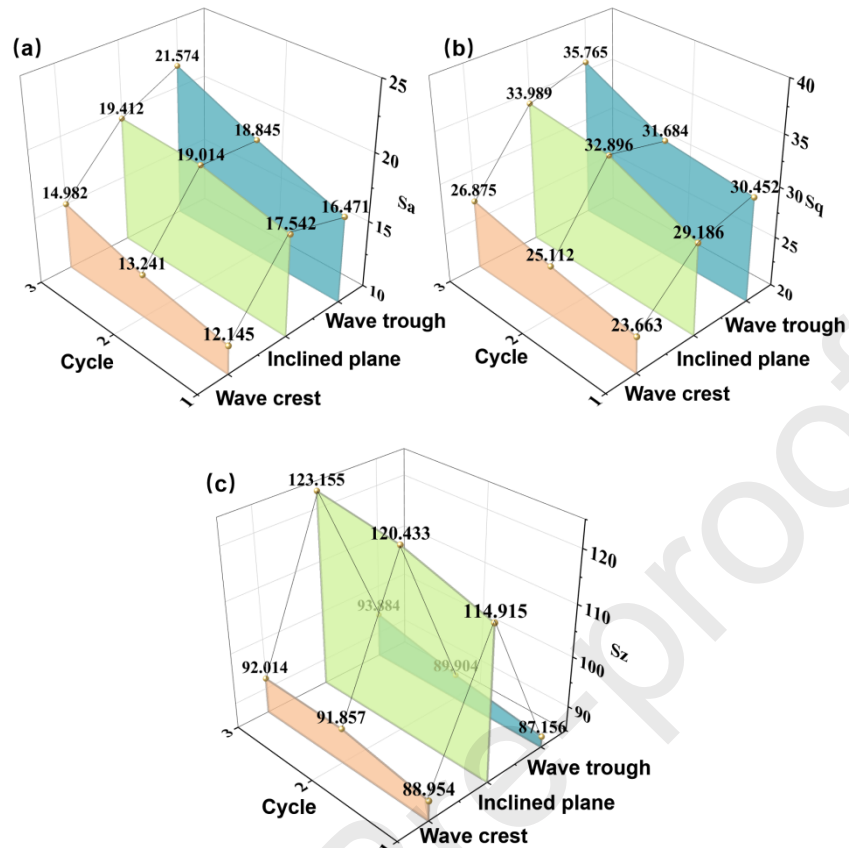 (a)
21.574
19.412
18.845
19.014
14.982
16.471
17.542
13.241
12.145
25
20
15
10
Sa
3
2
1
Cycle
Wave trough
Inclined plane
Wave crest
(b)
35.765
33.989
31.684
32.896
26.875
30.452
29.186
25.112
23.663
40
35
30
25
20
Sq
3
2
1
Cycle
Wave trough
Inclined plane
Wave crest
(c)
123.155
120.433
114.915
93.884
89.904
92.014
91.857
87.156
88.954
120
110
100
90
Sz
3
2
1
Cycle
Wave trough
Inclined plane
Wave crest
re-proof